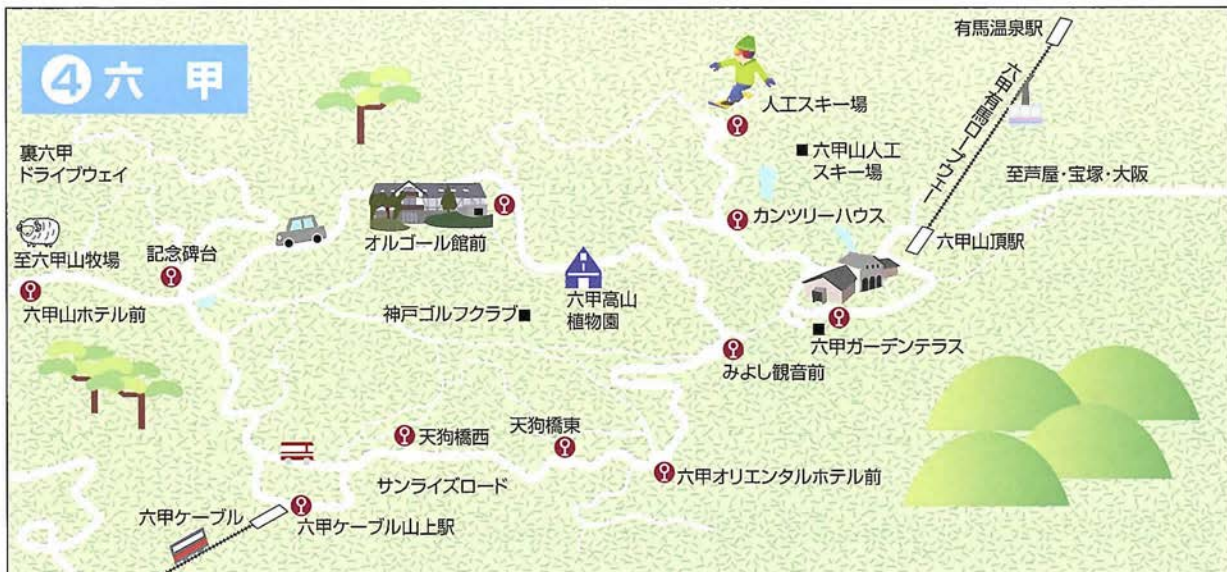 ④ 六 甲
有馬温泉駅
六甲有馬ロープウェー
人工スキー場
六甲山人工
スキー場
至芦屋・宝塚・大阪
裏六甲
ドライブウェイ
カンツリーハウス
六甲山頂駅
至六甲山牧場
記念碑台
オルゴール館前
六甲山ホテル前
神戸ゴルフクラブ
六甲高山
植物園
六甲ガーデンテラス
みよし観音前
天狗橋西
天狗橋東
サンライズロード
六甲オリエンタルホテル前
六甲ケーブル
六甲ケーブル山上駅